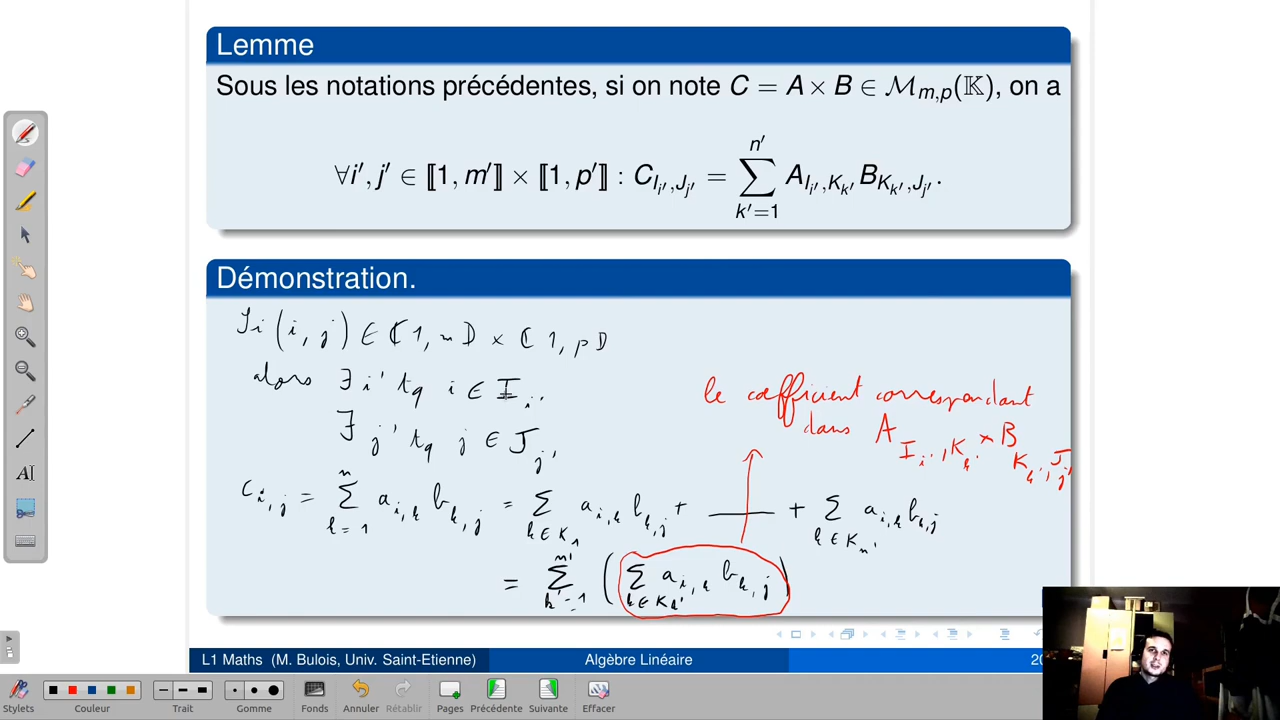 Lemme
Sous les notations précédentes, si on note C = A × B ∈ ℳ_{m,p}(𝕂), on a
∀i′, j′ ∈ ⟦1, m′⟧ × ⟦1, p′⟧ : C_{I_{i′},J_{j′}} = ∑_{k′=1}^{n′} A_{I_{i′},K_{k′}} B_{K_{k′},J_{j′}}.
Démonstration.
Si (i, j) ∈ ⟦1, m⟧ × ⟦1, p⟧
alors ∃ i' tq i ∈ I_{i'}
∃ j' tq j ∈ J_{j'}
le coefficient correspondant
dans A_{I_{i'},K_{k'}} × B_{K_{k'},J_{j'}}
c_{i,j} = ∑_{k=1}^{n} a_{i,k} b_{k,j} = ∑_{k∈K_1} a_{i,k} b_{k,j} + ___ + ∑_{k∈K_{n'}} a_{i,k} b_{k,j}
= ∑_{k'=1}^{n'} ( ∑_{k∈K_{k'}} a_{i,k} b_{k,j} )
L1 Maths (M. Bulois, Univ. Saint-Etienne) Algèbre Linéaire 20
Stylets Couleur Trait Gomme Fonds Annuler Rétablir Pages Précédente Suivante Effacer